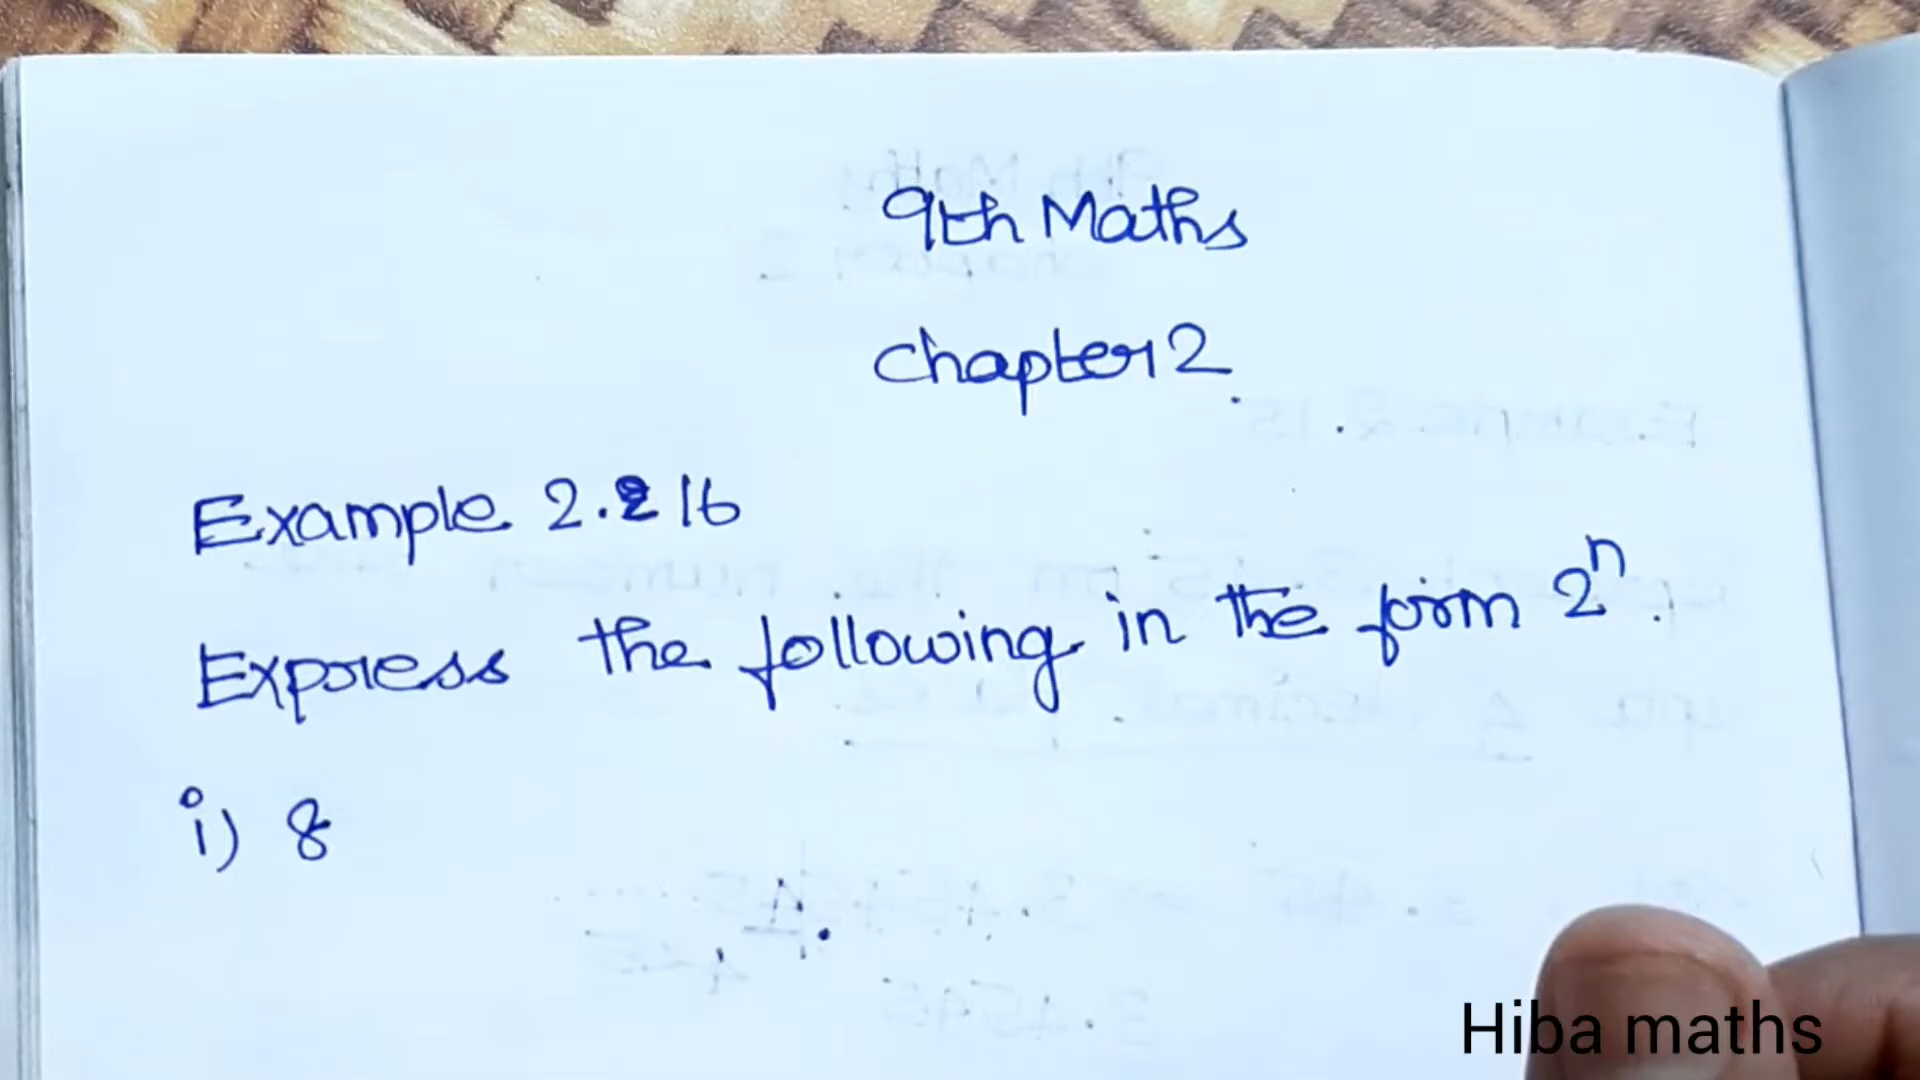 9th Maths
Chapter 2
Example 2.16
Express the following in the form 2ⁿ.
i) 8
Hiba maths